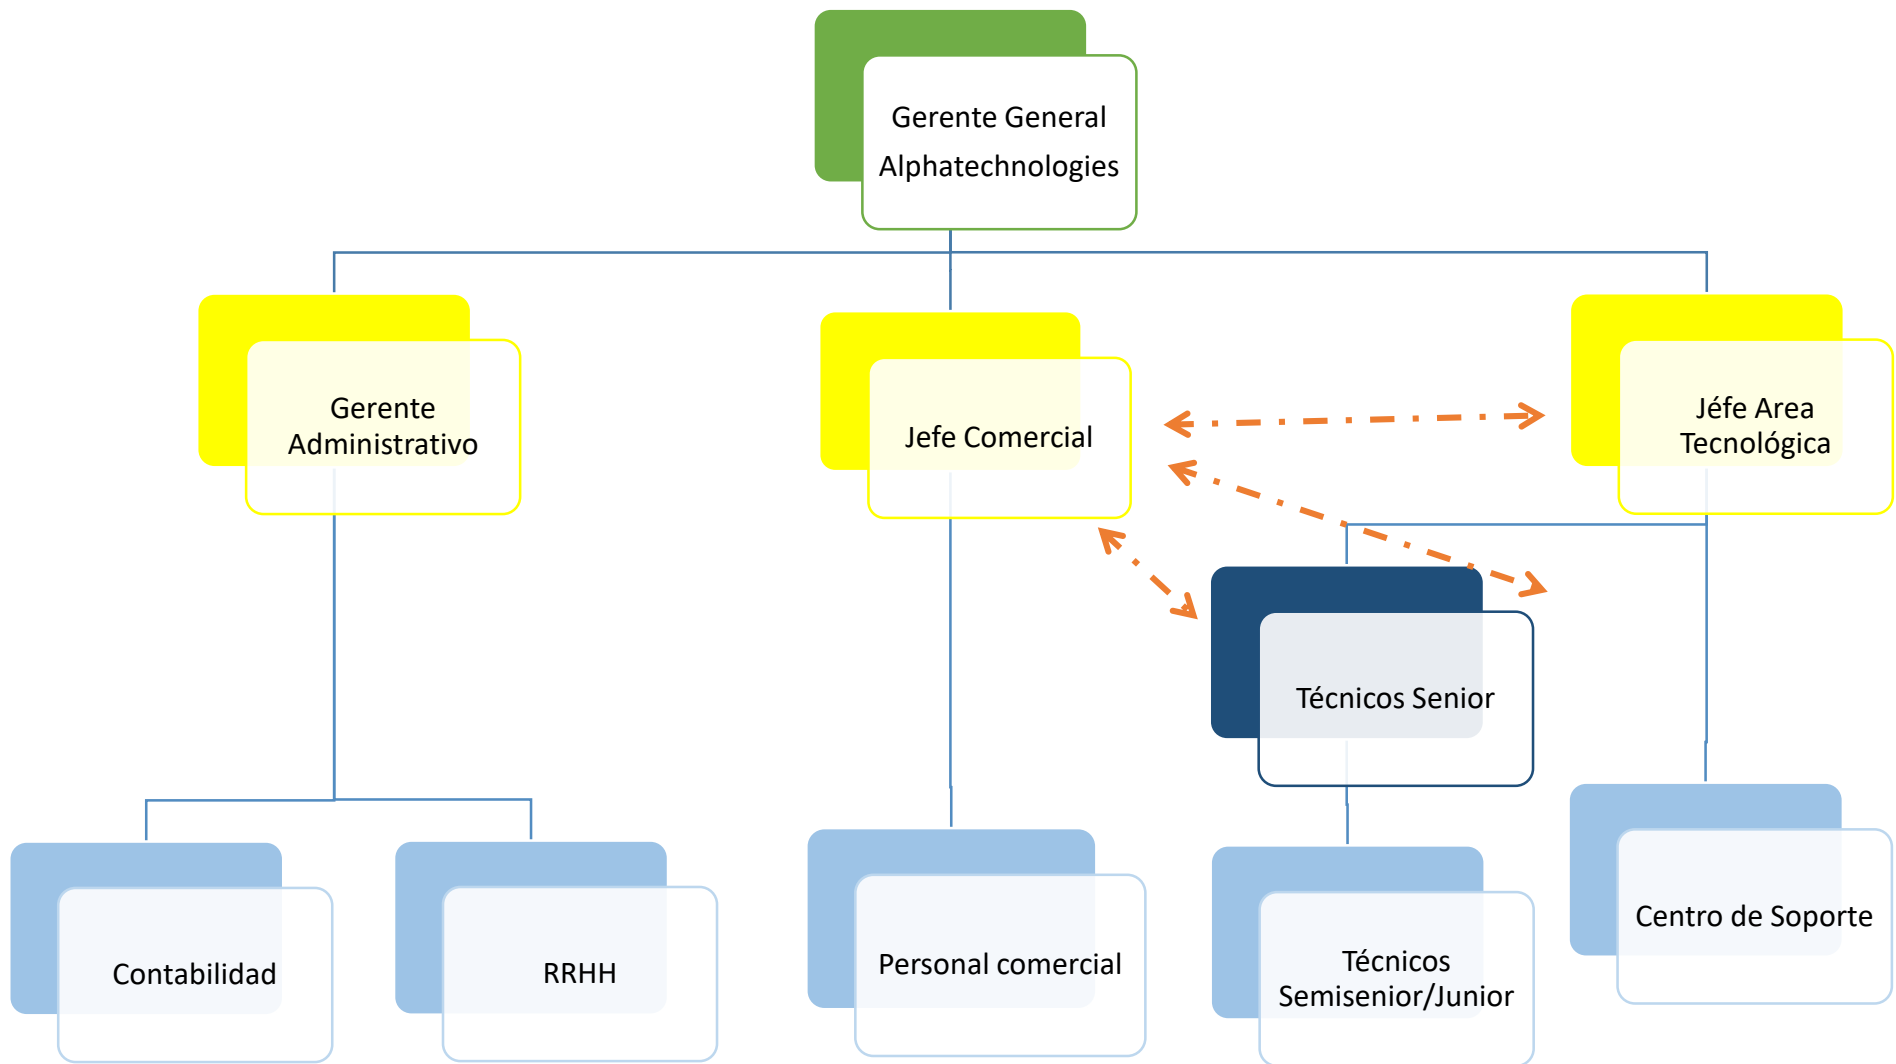 Gerente General
Alphatechnologies
Gerente
Administrativo
Jefe Comercial
Jéfe Area
Tecnológica
Técnicos Senior
Contabilidad
RRHH
Personal comercial
Técnicos
Semisenior/Junior
Centro de Soporte